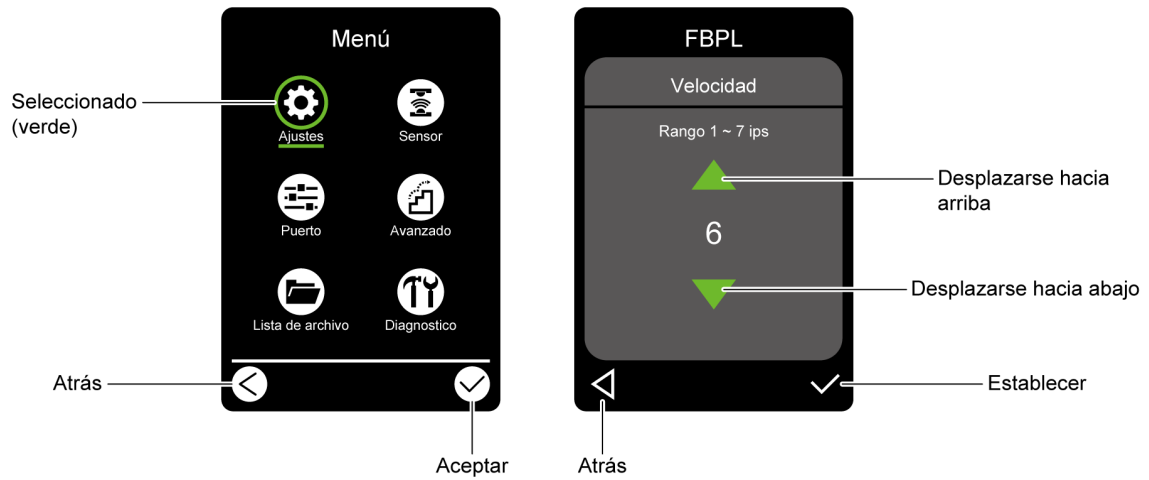 Menú
Seleccionado
(verde)
Ajustes
Sensor
Puerto
Avanzado
Lista de archivo
Diagnostico
Atrás
Aceptar
FBPL
Velocidad
Rango 1 ~ 7 ips
6
Desplazarse hacia
arriba
Desplazarse hacia abajo
Establecer
Atrás